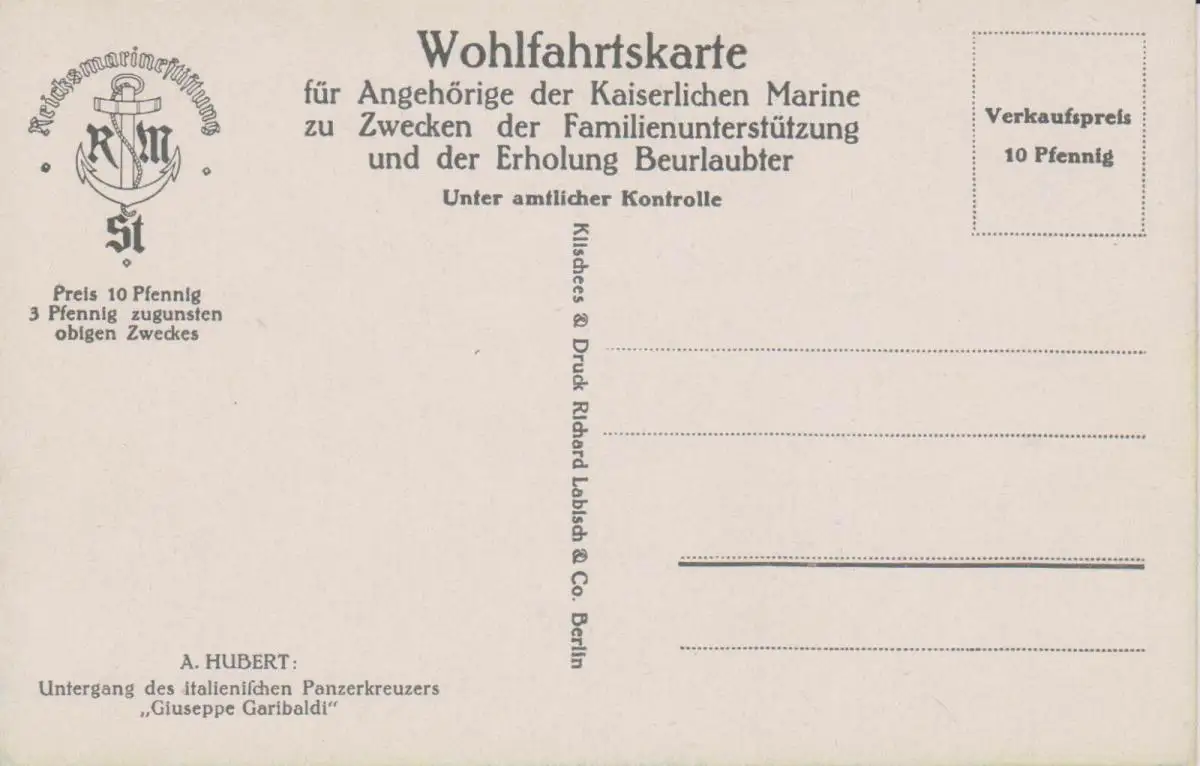 Reichsmarinestiftung
R M
St
Preis 10 Pfennig
3 Pfennig zugunsten
obigen Zweckes
Wohlfahrtskarte
für Angehörige der Kaiserlichen Marine
zu Zwecken der Familienunterstützung
und der Erholung Beurlaubter
Unter amtlicher Kontrolle
Verkaufspreis
10 Pfennig
Klischees & Druck Richard Labisch & Co. Berlin
A. HUBERT:
Untergang des italieniſchen Panzerkreuzers
„Giuseppe Garibaldi“